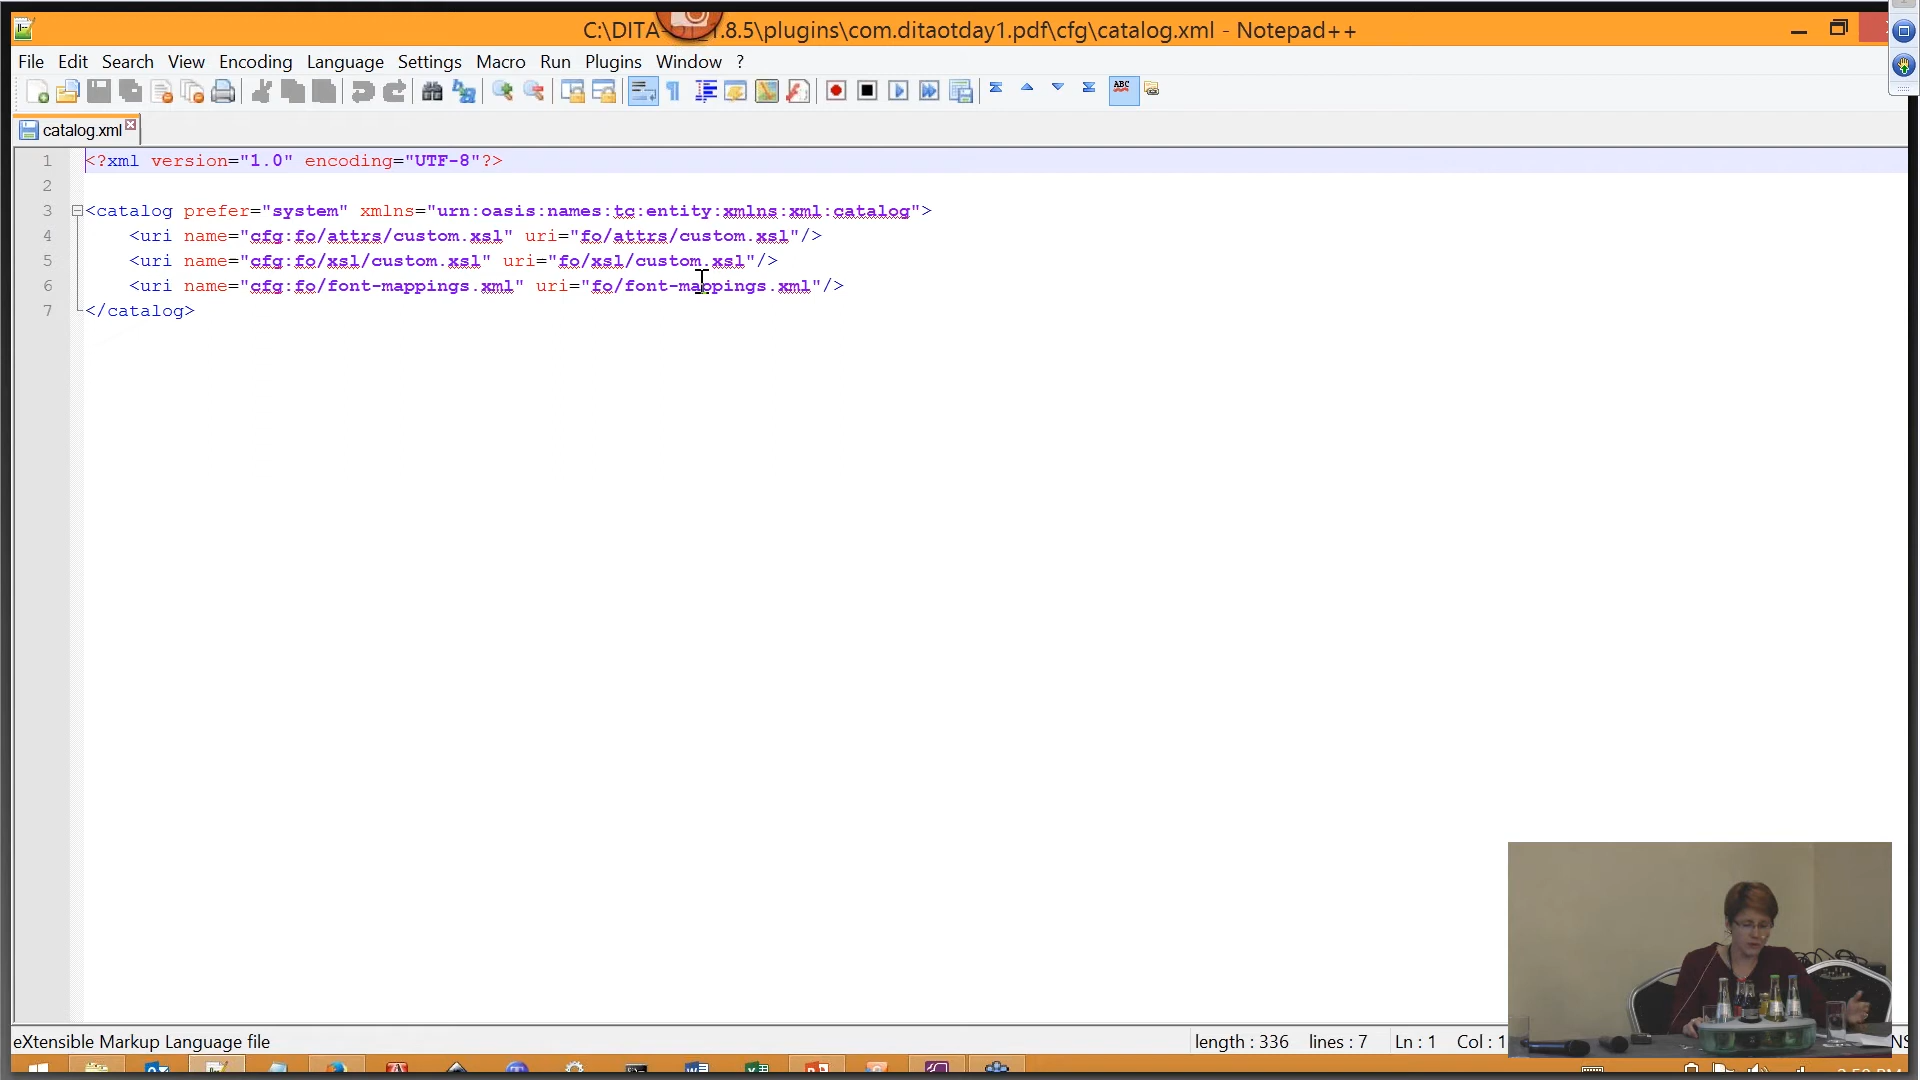 C:\DITA-OT_1.8.5\plugins\com.ditaotday1.pdf\cfg\catalog.xml - Notepad++
File Edit Search View Encoding Language Settings Macro Run Plugins Window ?
ABC
catalog.xml
1 <?xml version="1.0" encoding="UTF-8"?>
2
3 <catalog prefer="system" xmlns="urn:oasis:names:tc:entity:xmlns:xml:catalog">
4 <uri name="cfg:fo/attrs/custom.xsl" uri="fo/attrs/custom.xsl"/>
5 <uri name="cfg:fo/xsl/custom.xsl" uri="fo/xsl/custom.xsl"/>
6 <uri name="cfg:fo/font-mappings.xml" uri="fo/font-mappings.xml"/>
7 </catalog>
eXtensible Markup Language file length : 336 lines : 7 Ln : 1 Col : 1